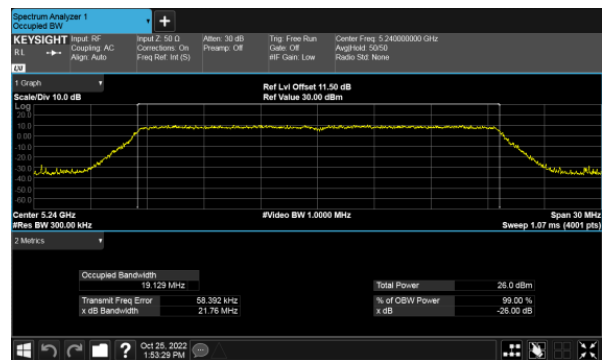 Spectrum Analyzer 1
Occupied BW
+
KEYSIGHT Input: RF Input Z: 50 Ω Atten: 30 dB Trig: Free Run Center Freq: 5.240000000 GHz
R L Coupling: AC Corrections: On Preamp: Off Gate: Off Avg|Hold: 50/50
Align: Auto Freq Ref: Int (S) #IF Gain: Low Radio Std: None
LXI
1 Graph Ref Lvl Offset 11.50 dB
Scale/Div 10.0 dB Ref Value 30.00 dBm
Log
20.0
10.0
0.00
-10.0
-20.0
-30.0
-40.0
-50.0
-60.0
Center 5.24 GHz #Video BW 1.0000 MHz Span 30 MHz
#Res BW 300.00 kHz Sweep 1.07 ms (4001 pts)
2 Metrics
Occupied Bandwidth
19.129 MHz Total Power 26.0 dBm
Transmit Freq Error 58.392 kHz % of OBW Power 99.00 %
x dB Bandwidth 21.76 MHz x dB -26.00 dB
? Oct 25, 2022
1:53:29 PM